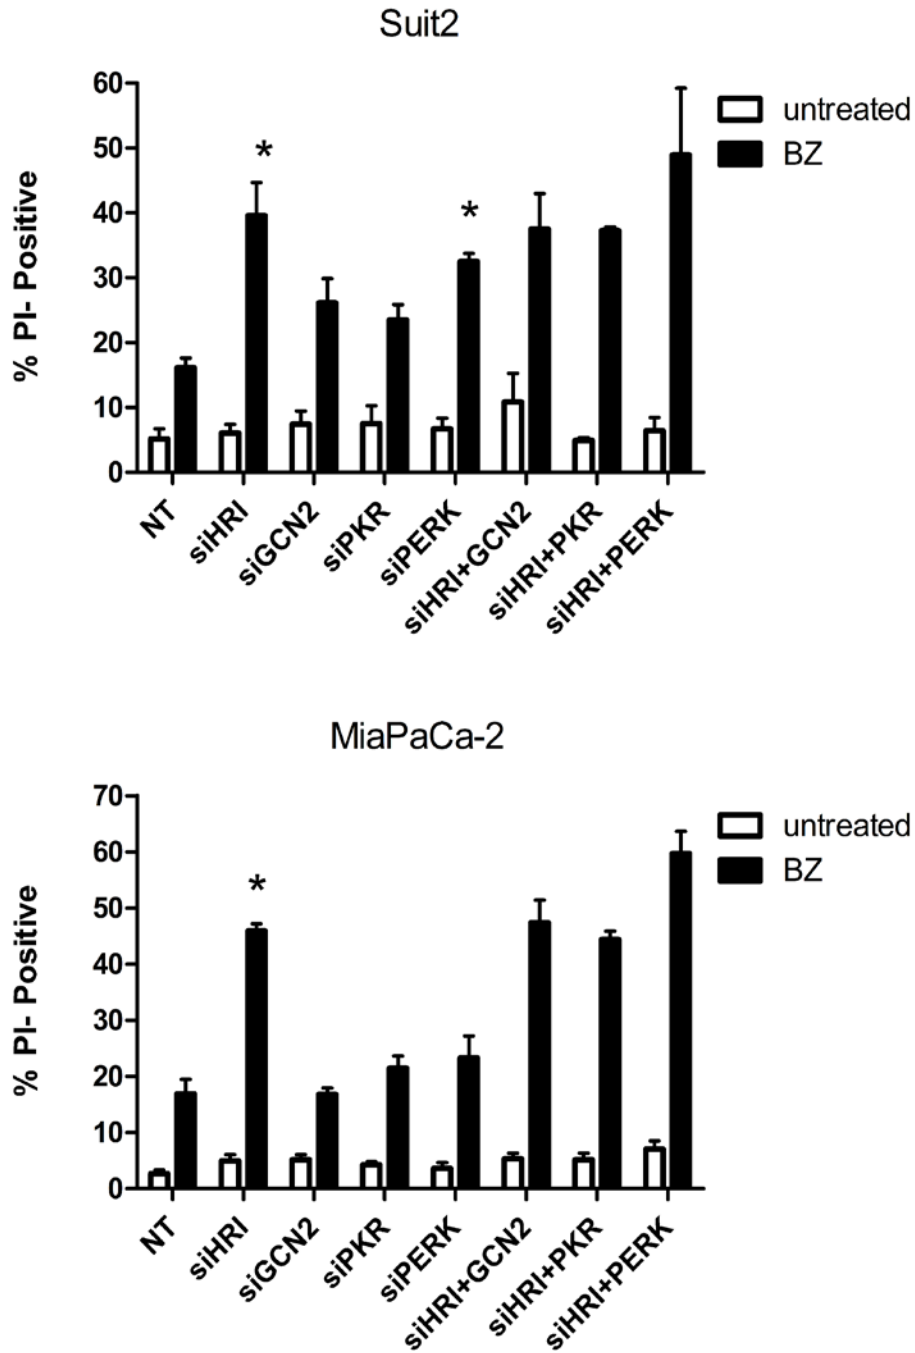 Suit2
60
50
40
30
20
10
0
% PI- Positive
*
*
untreated
BZ
NT
siHRI
siGCN2
siPKR
siPERK
siHRI+GCN2
siHRI+PKR
siHRI+PERK
MiaPaCa-2
70
60
50
40
30
20
10
0
% PI- Positive
*
untreated
BZ
NT
siHRI
siGCN2
siPKR
siPERK
siHRI+GCN2
siHRI+PKR
siHRI+PERK